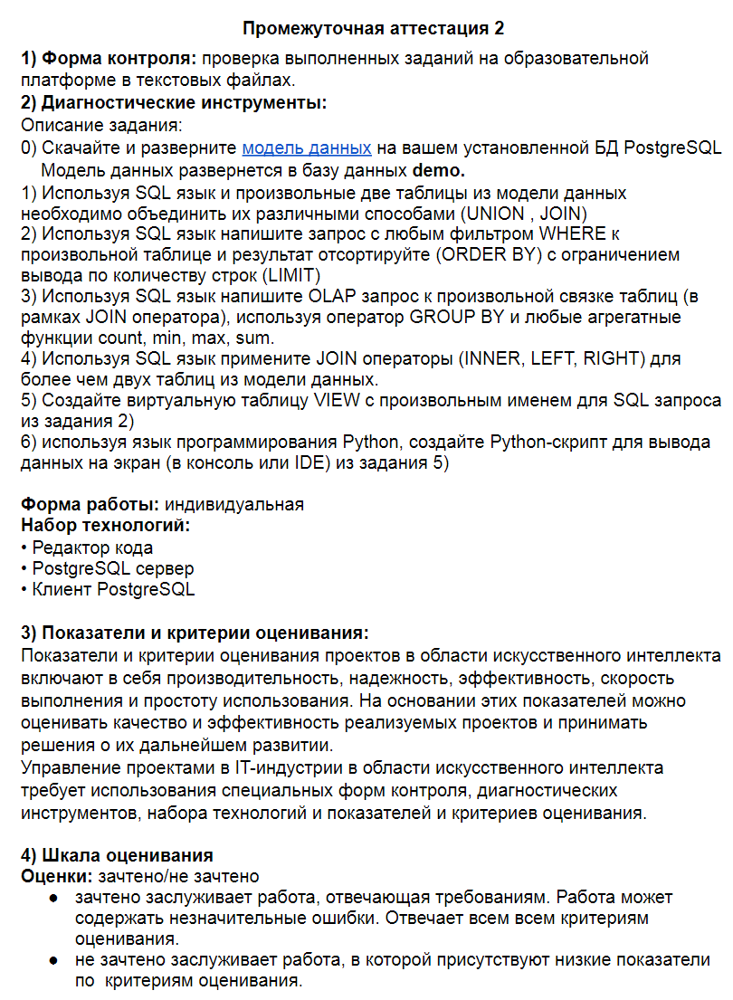 Промежуточная аттестация 2
1) Форма контроля: проверка выполненных заданий на образовательной
платформе в текстовых файлах.
2) Диагностические инструменты:
Описание задания:
0) Скачайте и разверните модель данных на вашем установленной БД PostgreSQL
Модель данных развернется в базу данных demo.
1) Используя SQL язык и произвольные две таблицы из модели данных
необходимо объединить их различными способами (UNION , JOIN)
2) Используя SQL язык напишите запрос с любым фильтром WHERE к
произвольной таблице и результат отсортируйте (ORDER BY) с ограничением
вывода по количеству строк (LIMIT)
3) Используя SQL язык напишите OLAP запрос к произвольной связке таблиц (в
рамках JOIN оператора), используя оператор GROUP BY и любые агрегатные
функции count, min, max, sum.
4) Используя SQL язык примените JOIN операторы (INNER, LEFT, RIGHT) для
более чем двух таблиц из модели данных.
5) Создайте виртуальную таблицу VIEW с произвольным именем для SQL запроса
из задания 2)
6) используя язык программирования Python, создайте Python-скрипт для вывода
данных на экран (в консоль или IDE) из задания 5)
Форма работы: индивидуальная
Набор технологий:
• Редактор кода
• PostgreSQL сервер
• Клиент PostgreSQL
3) Показатели и критерии оценивания:
Показатели и критерии оценивания проектов в области искусственного интеллекта
включают в себя производительность, надежность, эффективность, скорость
выполнения и простоту использования. На основании этих показателей можно
оценивать качество и эффективность реализуемых проектов и принимать
решения о их дальнейшем развитии.
Управление проектами в IT-индустрии в области искусственного интеллекта
требует использования специальных форм контроля, диагностических
инструментов, набора технологий и показателей и критериев оценивания.
4) Шкала оценивания
Оценки: зачтено/не зачтено
● зачтено заслуживает работа, отвечающая требованиям. Работа может
содержать незначительные ошибки. Отвечает всем всем критериям
оценивания.
● не зачтено заслуживает работа, в которой присутствуют низкие показатели
по критериям оценивания.